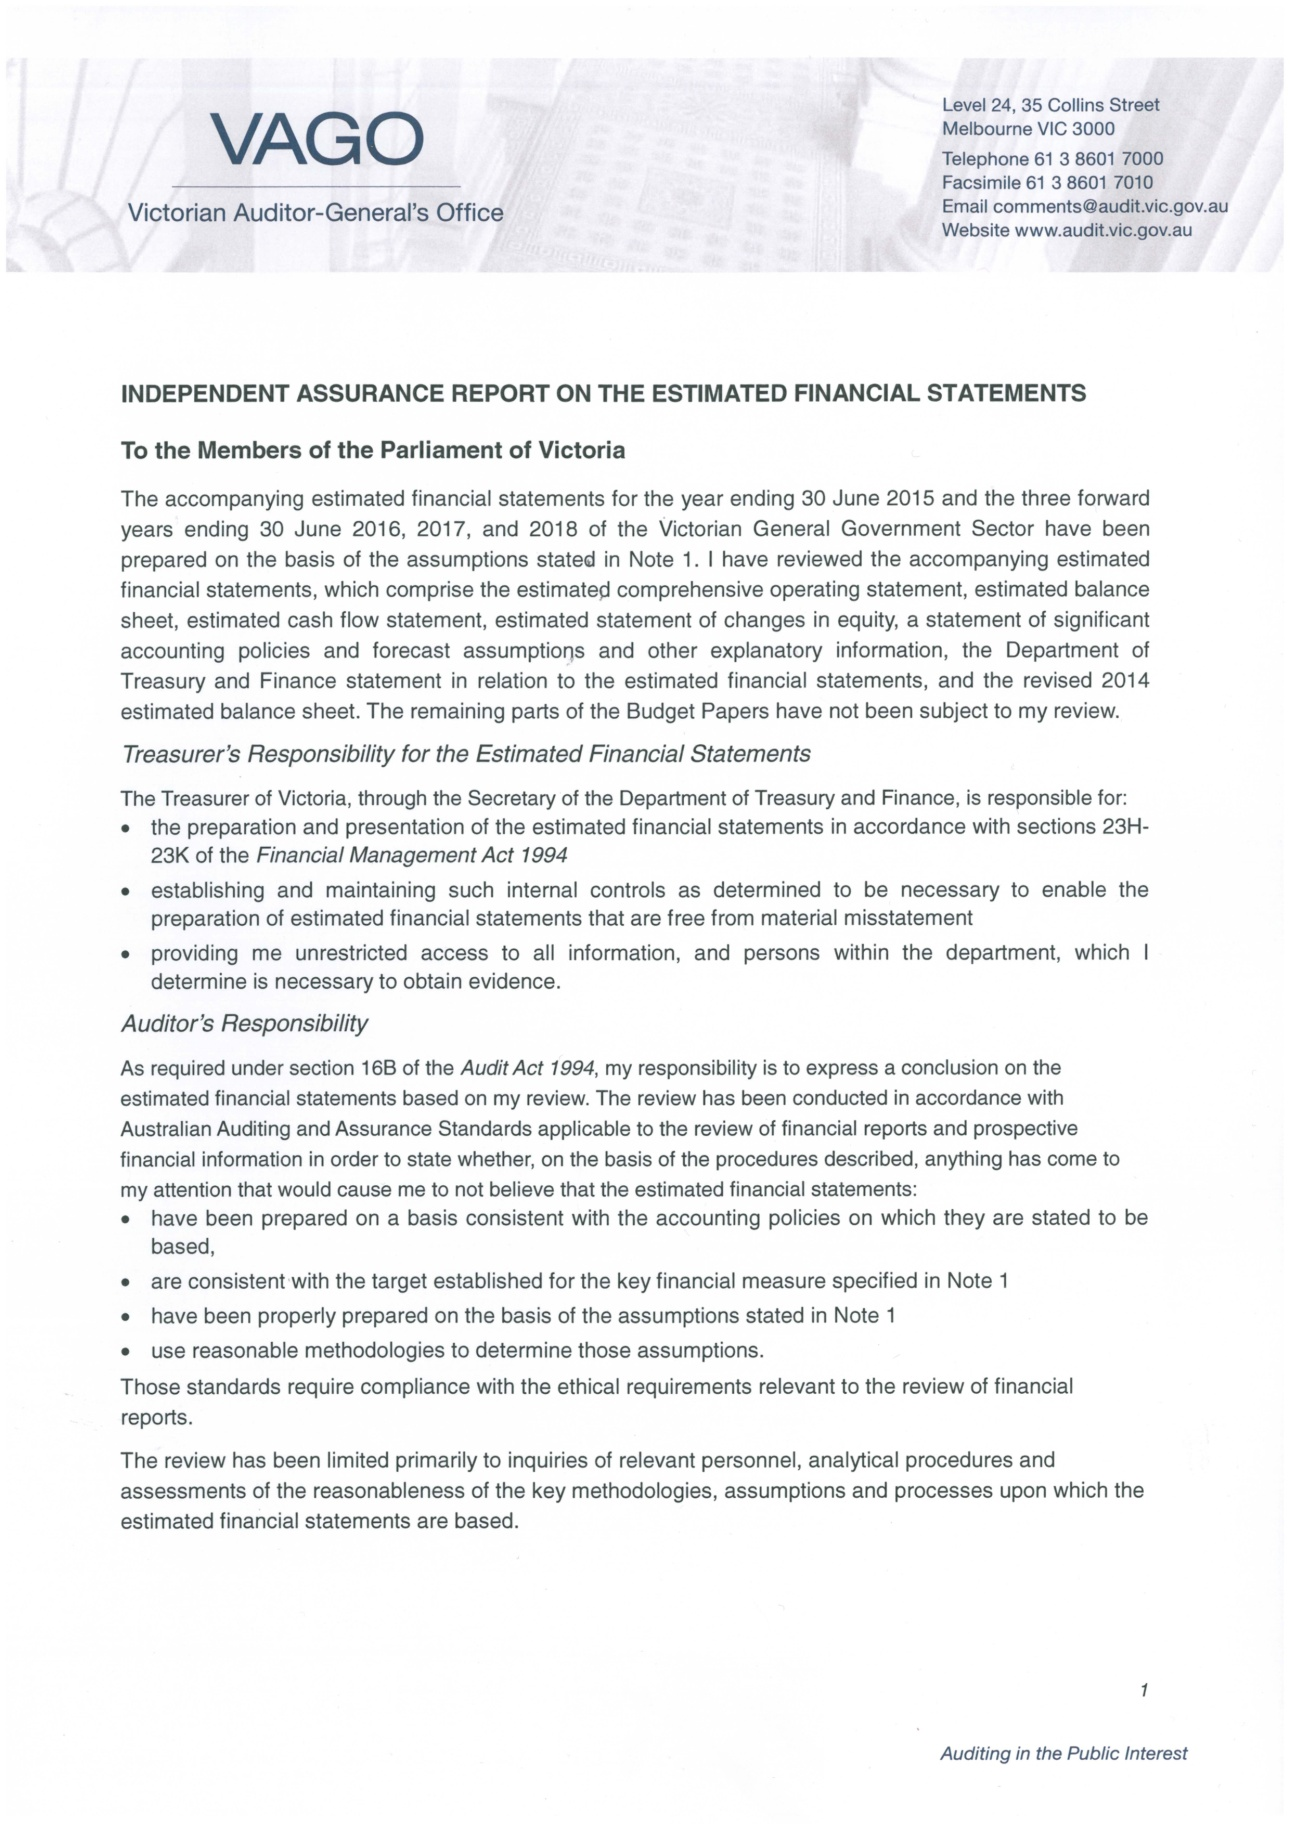 VAGO
Victorian Auditor-General's Office
Level 24, 35 Collins Street
Melbourne VIC 3000
Telephone 61 3 8601 7000
Facsimile 61 3 8601 7010
Email comments@audit.vic.gov.au
Website www.audit.vic.gov.au
INDEPENDENT ASSURANCE REPORT ON THE ESTIMATED FINANCIAL STATEMENTS
To the Members of the Parliament of Victoria
The accompanying estimated financial statements for the year ending 30 June 2015 and the three forward
years ending 30 June 2016, 2017, and 2018 of the Victorian General Government Sector have been
prepared on the basis of the assumptions stated in Note 1. I have reviewed the accompanying estimated
financial statements, which comprise the estimated comprehensive operating statement, estimated balance
sheet, estimated cash flow statement, estimated statement of changes in equity, a statement of significant
accounting policies and forecast assumptions and other explanatory information, the Department of
Treasury and Finance statement in relation to the estimated financial statements, and the revised 2014
estimated balance sheet. The remaining parts of the Budget Papers have not been subject to my review.
Treasurer's Responsibility for the Estimated Financial Statements
The Treasurer of Victoria, through the Secretary of the Department of Treasury and Finance, is responsible for:
• the preparation and presentation of the estimated financial statements in accordance with sections 23H-
23K of the Financial Management Act 1994
• establishing and maintaining such internal controls as determined to be necessary to enable the
preparation of estimated financial statements that are free from material misstatement
• providing me unrestricted access to all information, and persons within the department, which I
determine is necessary to obtain evidence.
Auditor's Responsibility
As required under section 16B of the Audit Act 1994, my responsibility is to express a conclusion on the
estimated financial statements based on my review. The review has been conducted in accordance with
Australian Auditing and Assurance Standards applicable to the review of financial reports and prospective
financial information in order to state whether, on the basis of the procedures described, anything has come to
my attention that would cause me to not believe that the estimated financial statements:
• have been prepared on a basis consistent with the accounting policies on which they are stated to be
based,
• are consistent with the target established for the key financial measure specified in Note 1
• have been properly prepared on the basis of the assumptions stated in Note 1
• use reasonable methodologies to determine those assumptions.
Those standards require compliance with the ethical requirements relevant to the review of financial
reports.
The review has been limited primarily to inquiries of relevant personnel, analytical procedures and
assessments of the reasonableness of the key methodologies, assumptions and processes upon which the
estimated financial statements are based.
1
Auditing in the Public Interest